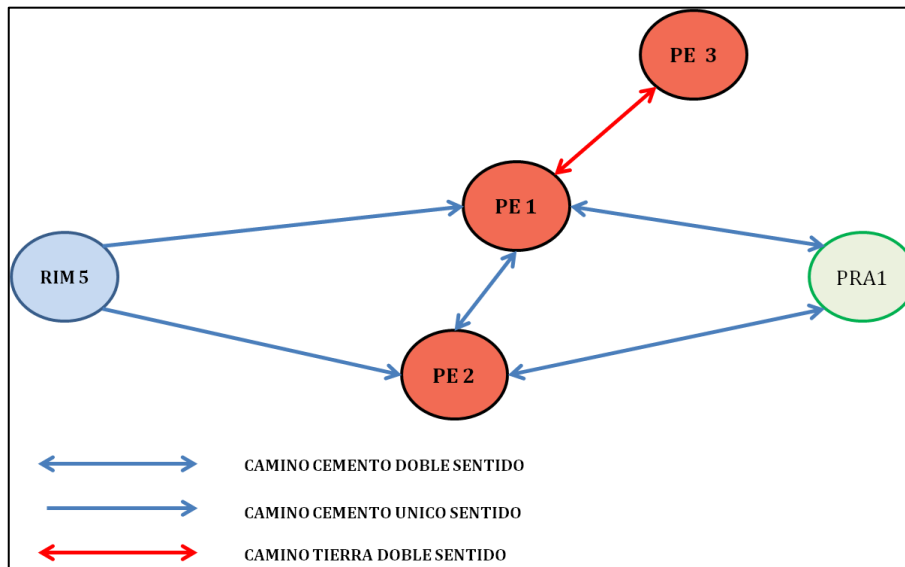 PE 3
PE 1
RIM 5
PRA1
PE 2
CAMINO CEMENTO DOBLE SENTIDO
CAMINO CEMENTO UNICO SENTIDO
CAMINO TIERRA DOBLE SENTIDO